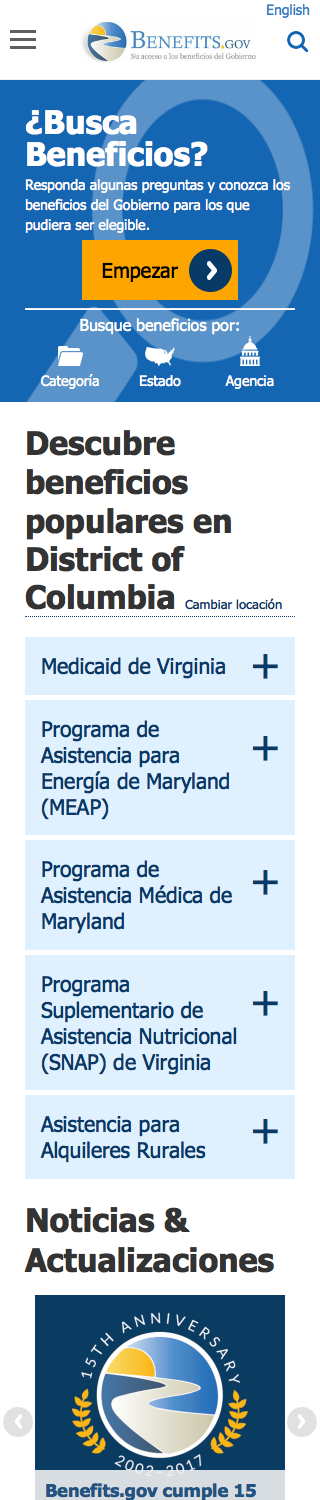 English
BENEFITS.GOV
Su acceso a los beneficios del Gobierno
¿Busca
Beneficios?
Responda algunas preguntas y conozca los
beneficios del Gobierno para los que
pudiera ser elegible.
Empezar
Busque beneficios por:
Categoría Estado Agencia
Descubre
beneficios
populares en
District of
Columbia Cambiar locación
Medicaid de Virginia
Programa de
Asistencia para
Energía de Maryland
(MEAP)
Programa de
Asistencia Médica de
Maryland
Programa
Suplementario de
Asistencia Nutricional
(SNAP) de Virginia
Asistencia para
Alquileres Rurales
Noticias &
Actualizaciones
15TH ANNIVERSARY
2002-2017
Benefits.gov cumple 15